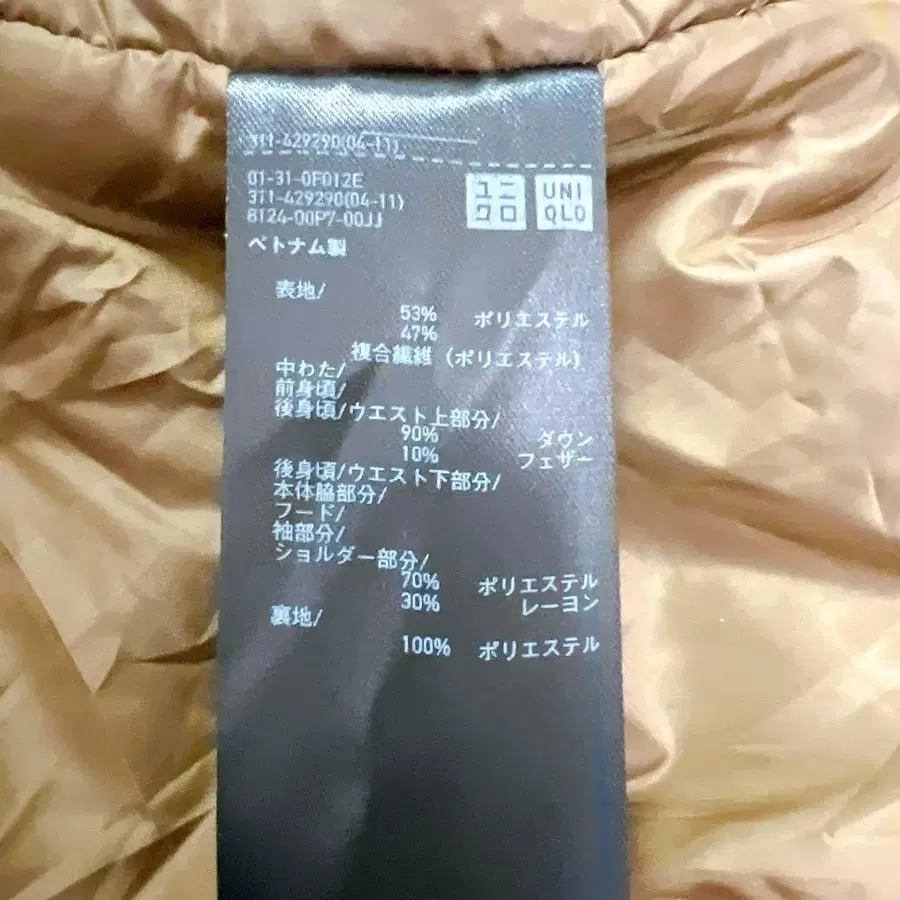 311-429290(04-11)
01-31-0F012E
311-429290(04-11)
8124-00P7-00JJ
ユニ
クロ
UNI
QLO
ベトナム製
表地/
53% ポリエステル
47%
複合繊維 (ポリエステル)
中わた/
前身頃/
後身頃/ウエスト上部分/
90% ダウン
10% フェザー
後身頃/ウエスト下部分/
本体脇部分/
フード/
袖部分/
ショルダー部分/
70% ポリエステル
30% レーヨン
裏地/
100% ポリエステル